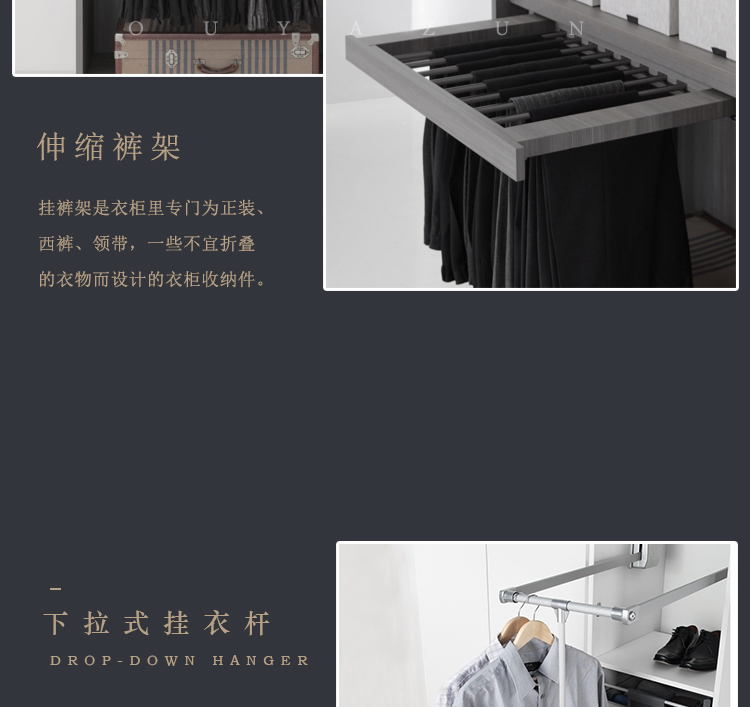 OUYAZUN
伸缩裤架
挂裤架是衣柜里专门为正装、
西裤、领带，一些不宜折叠
的衣物而设计的衣柜收纳件。
下拉式挂衣杆
DROP-DOWN HANGER